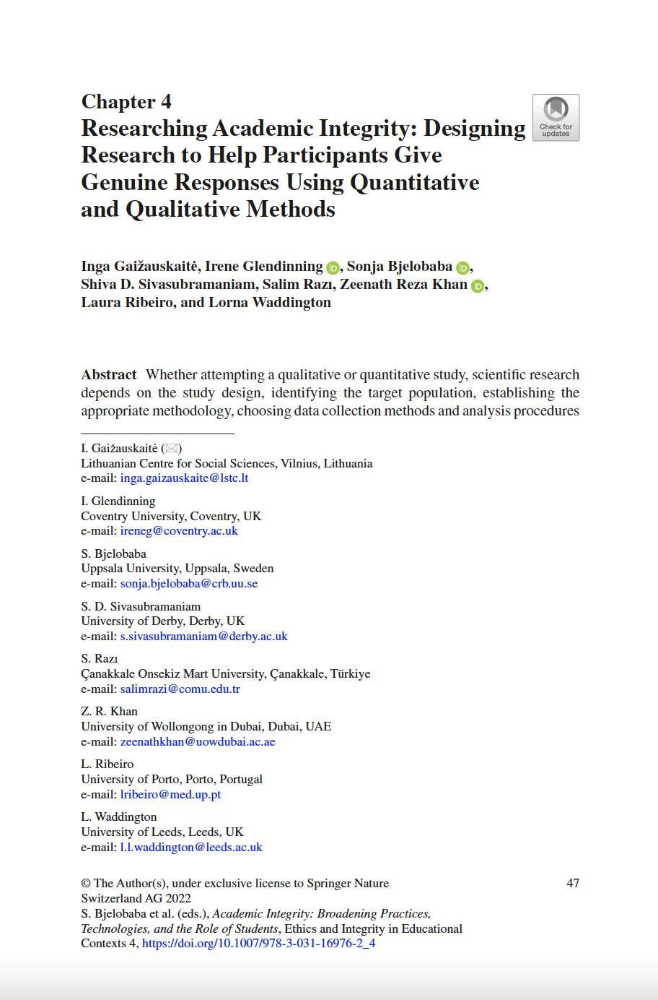 Chapter 4
Researching Academic Integrity: Designing
Research to Help Participants Give
Genuine Responses Using Quantitative
and Qualitative Methods
Check for
updates
Inga Gaižauskaitė, Irene Glendinning iD, Sonja Bjelobaba iD,
Shiva D. Sivasubramaniam, Salim Razı, Zeenath Reza Khan iD,
Laura Ribeiro, and Lorna Waddington
Abstract Whether attempting a qualitative or quantitative study, scientific research
depends on the study design, identifying the target population, establishing the
appropriate methodology, choosing data collection methods and analysis procedures
I. Gaižauskaitė (✉)
Lithuanian Centre for Social Sciences, Vilnius, Lithuania
e-mail: inga.gaizauskaite@lstc.lt
I. Glendinning
Coventry University, Coventry, UK
e-mail: ireneg@coventry.ac.uk
S. Bjelobaba
Uppsala University, Uppsala, Sweden
e-mail: sonja.bjelobaba@crb.uu.se
S. D. Sivasubramaniam
University of Derby, Derby, UK
e-mail: s.sivasubramaniam@derby.ac.uk
S. Razı
Çanakkale Onsekiz Mart University, Çanakkale, Türkiye
e-mail: salimrazi@comu.edu.tr
Z. R. Khan
University of Wollongong in Dubai, Dubai, UAE
e-mail: zeenathkhan@uowdubai.ac.ae
L. Ribeiro
University of Porto, Porto, Portugal
e-mail: lribeiro@med.up.pt
L. Waddington
University of Leeds, Leeds, UK
e-mail: l.l.waddington@leeds.ac.uk
© The Author(s), under exclusive license to Springer Nature 47
Switzerland AG 2022
S. Bjelobaba et al. (eds.), Academic Integrity: Broadening Practices,
Technologies, and the Role of Students, Ethics and Integrity in Educational
Contexts 4, https://doi.org/10.1007/978-3-031-16976-2_4